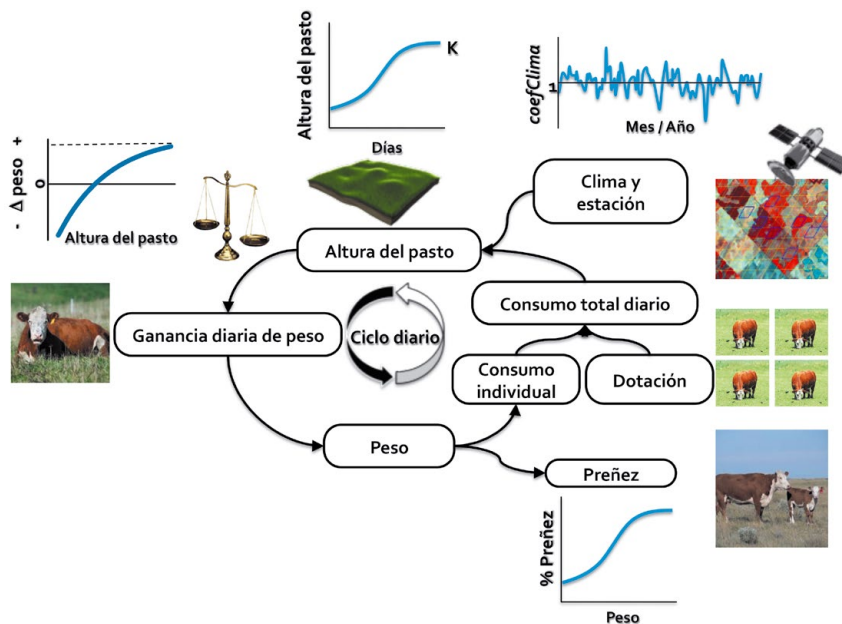 Altura del pasto
K
Días
coefClima
1
Mes / Año
- Δ peso +
0
Altura del pasto
Clima y
estación
Altura del pasto
Consumo total diario
Ganancia diaria de peso
Ciclo diario
Consumo
individual
Dotación
Peso
Preñez
% Preñez
Peso